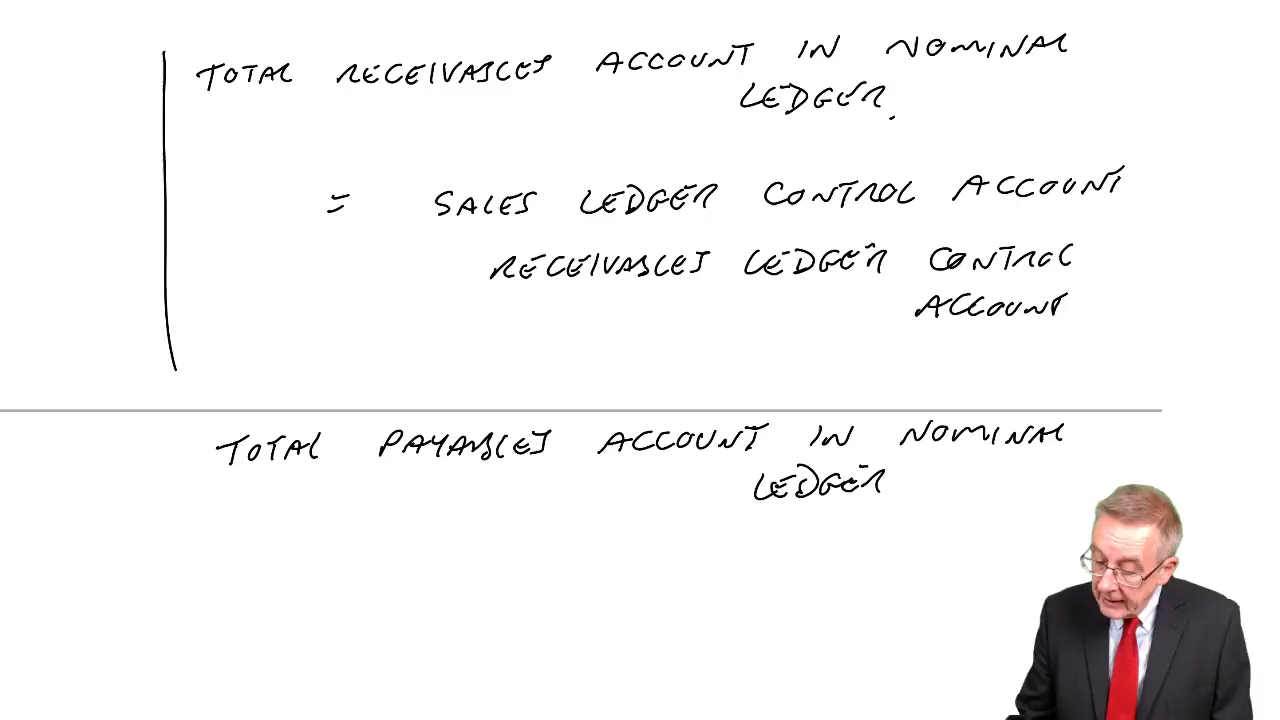 TOTAL RECEIVABLES ACCOUNT IN NOMINAL
LEDGER.
= SALES LEDGER CONTROL ACCOUNT
RECEIVABLES LEDGER CONTROL
ACCOUNT
TOTAL PAYABLES ACCOUNT IN NOMINAL
LEDGER